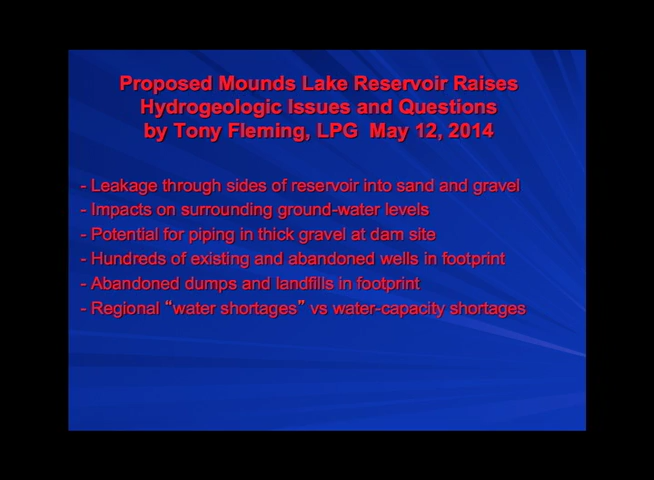 Proposed Mounds Lake Reservoir Raises
Hydrogeologic Issues and Questions
by Tony Fleming, LPG  May 12, 2014
- Leakage through sides of reservoir into sand and gravel
- Impacts on surrounding ground-water levels
- Potential for piping in thick gravel at dam site
- Hundreds of existing and abandoned wells in footprint
- Abandoned dumps and landfills in footprint
- Regional “water shortages” vs water-capacity shortages